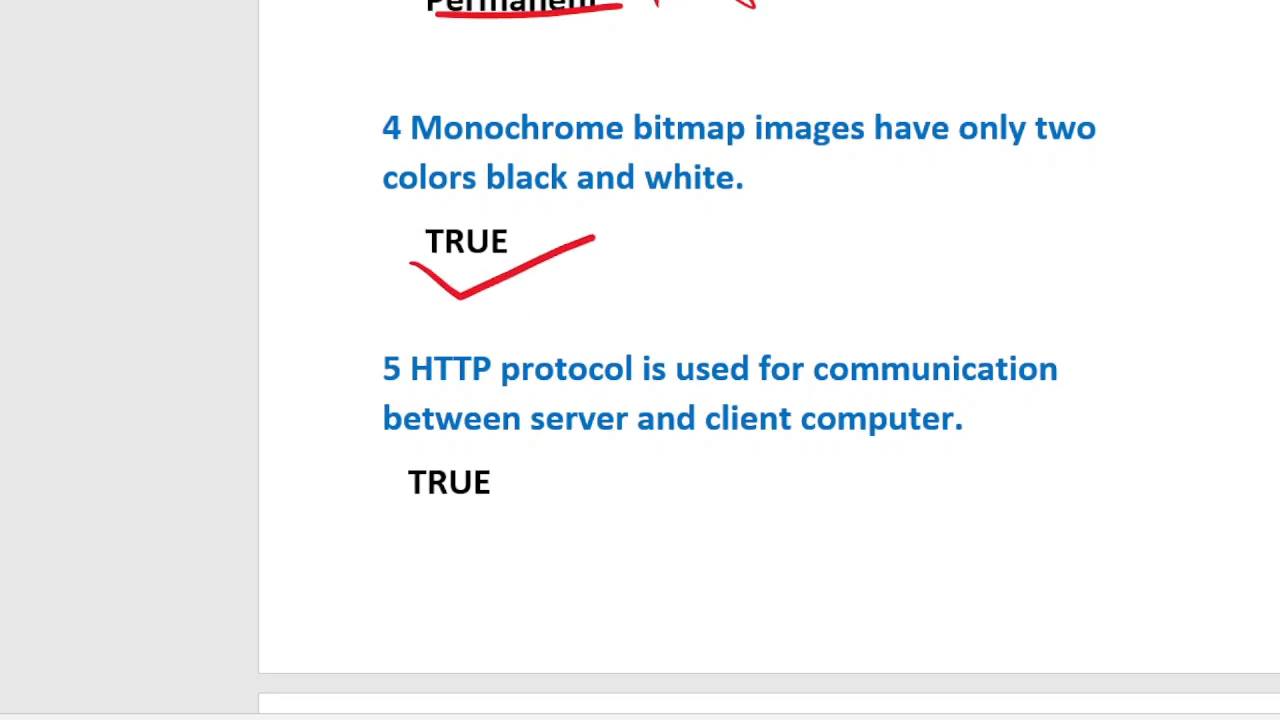 Permanent
4 Monochrome bitmap images have only two
colors black and white.
TRUE
5 HTTP protocol is used for communication
between server and client computer.
TRUE